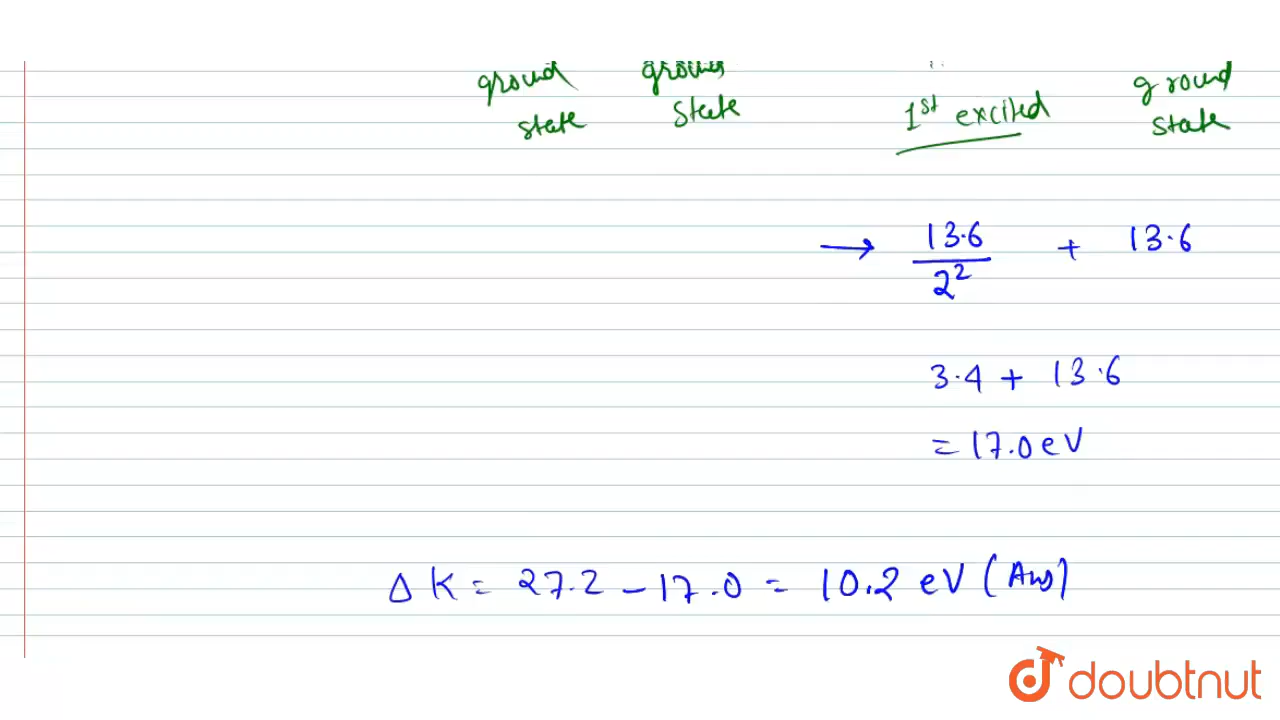 ground ground 1st excited ground
state state state
→ 13.6/2² + 13.6
3.4 + 13.6
= 17.0 eV
Δ K = 27.2 - 17.0 = 10.2 eV (Ans)
doubtnut